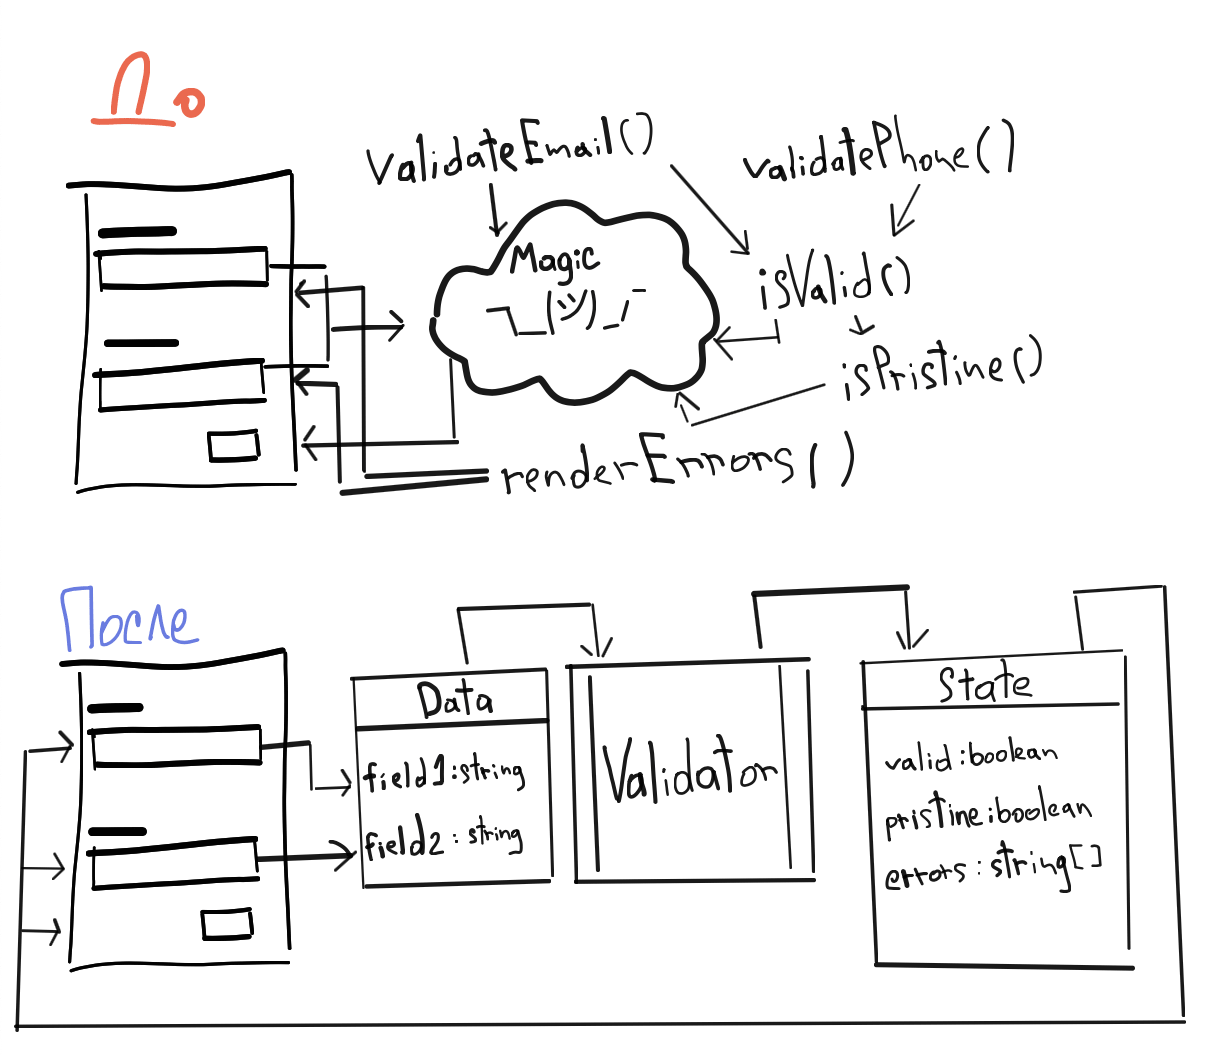 До
validateEmail()
validatePhone()
Magic
¯\_(ツ)_/¯
isValid()
isPristine()
renderErrors()
После
Data
field1:string
field2:string
Validator
State
valid:boolean
pristine:boolean
errors:string[]